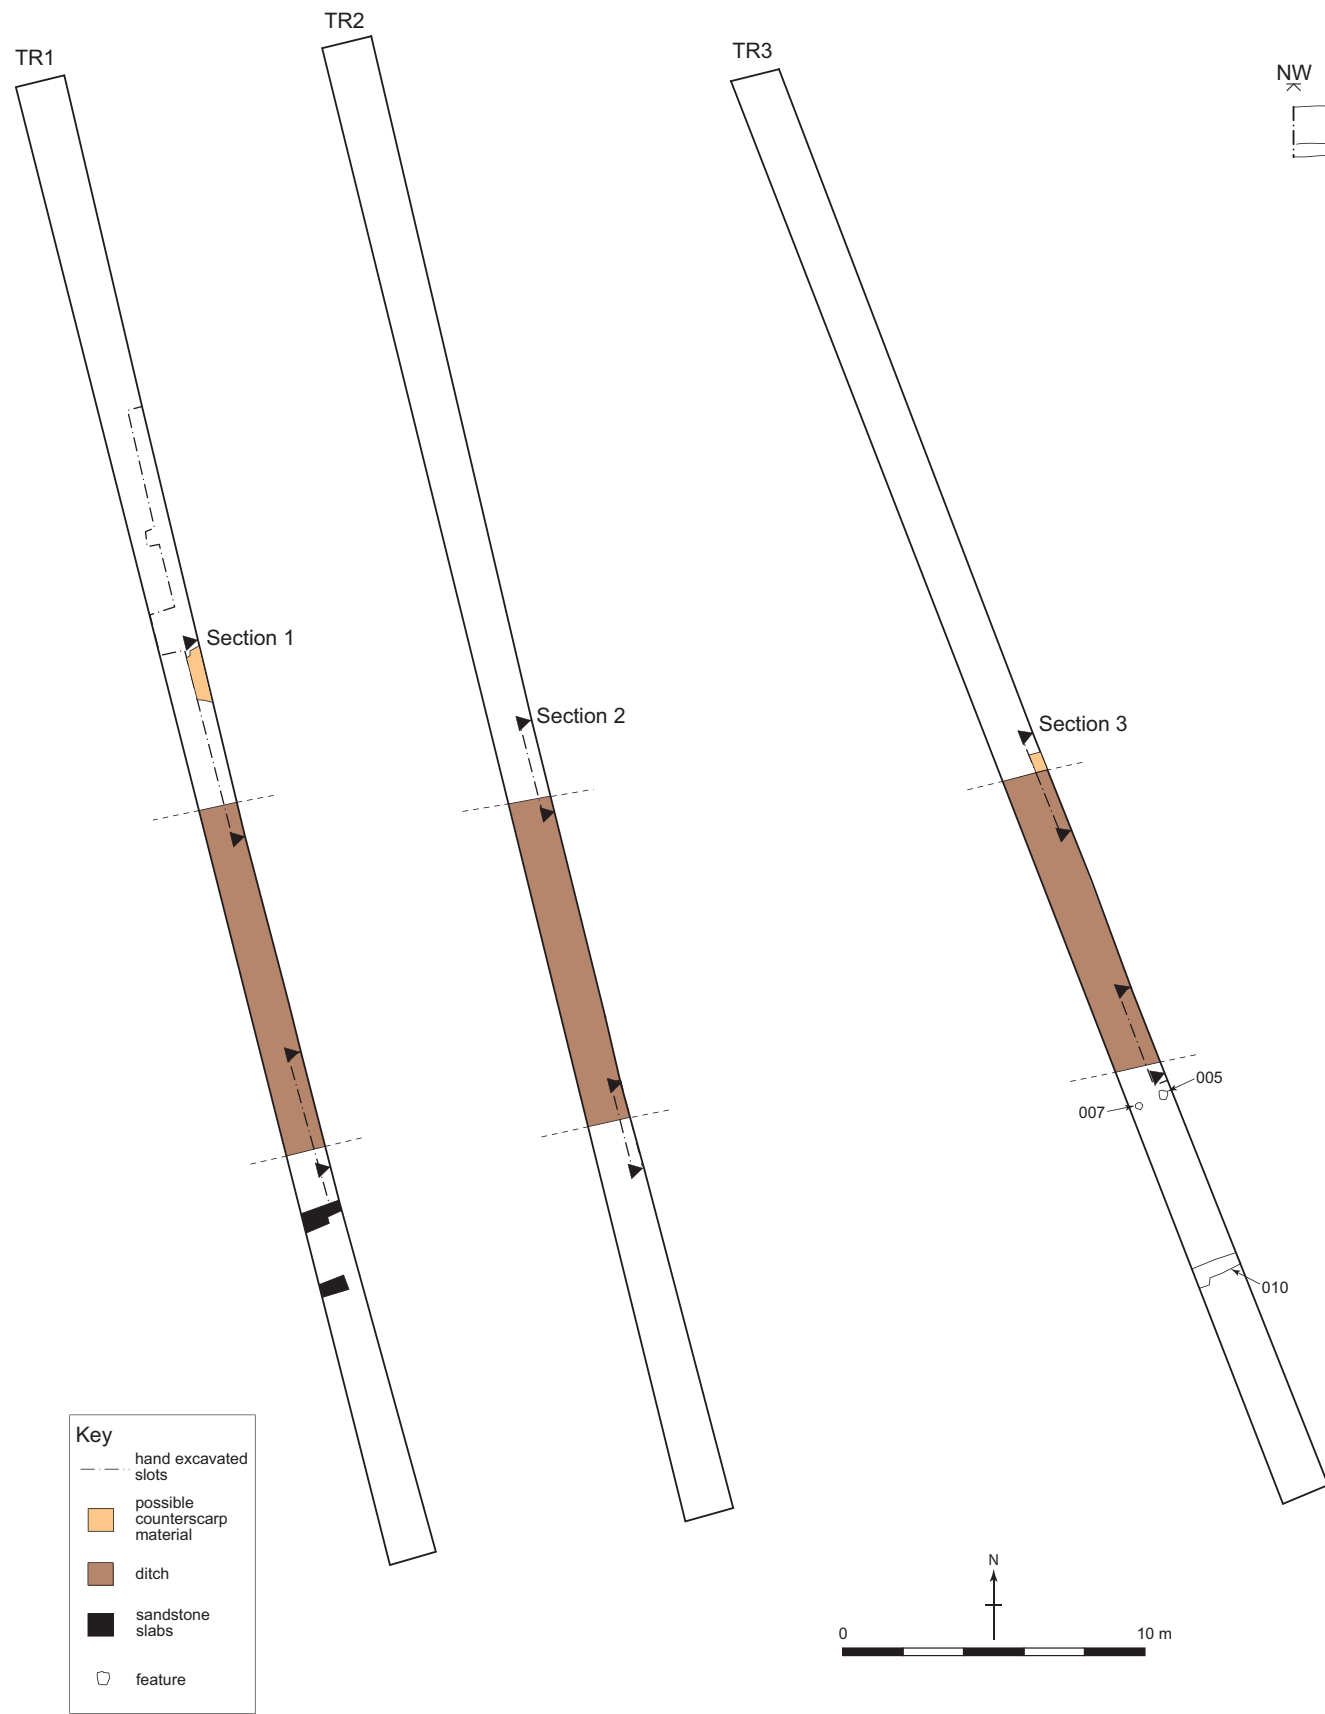 TR1
TR2
TR3
NW
Section 1
Section 2
Section 3
005
007
010
Key
hand excavated
slots
possible
counterscarp
material
ditch
sandstone
slabs
feature
N
0
10 m